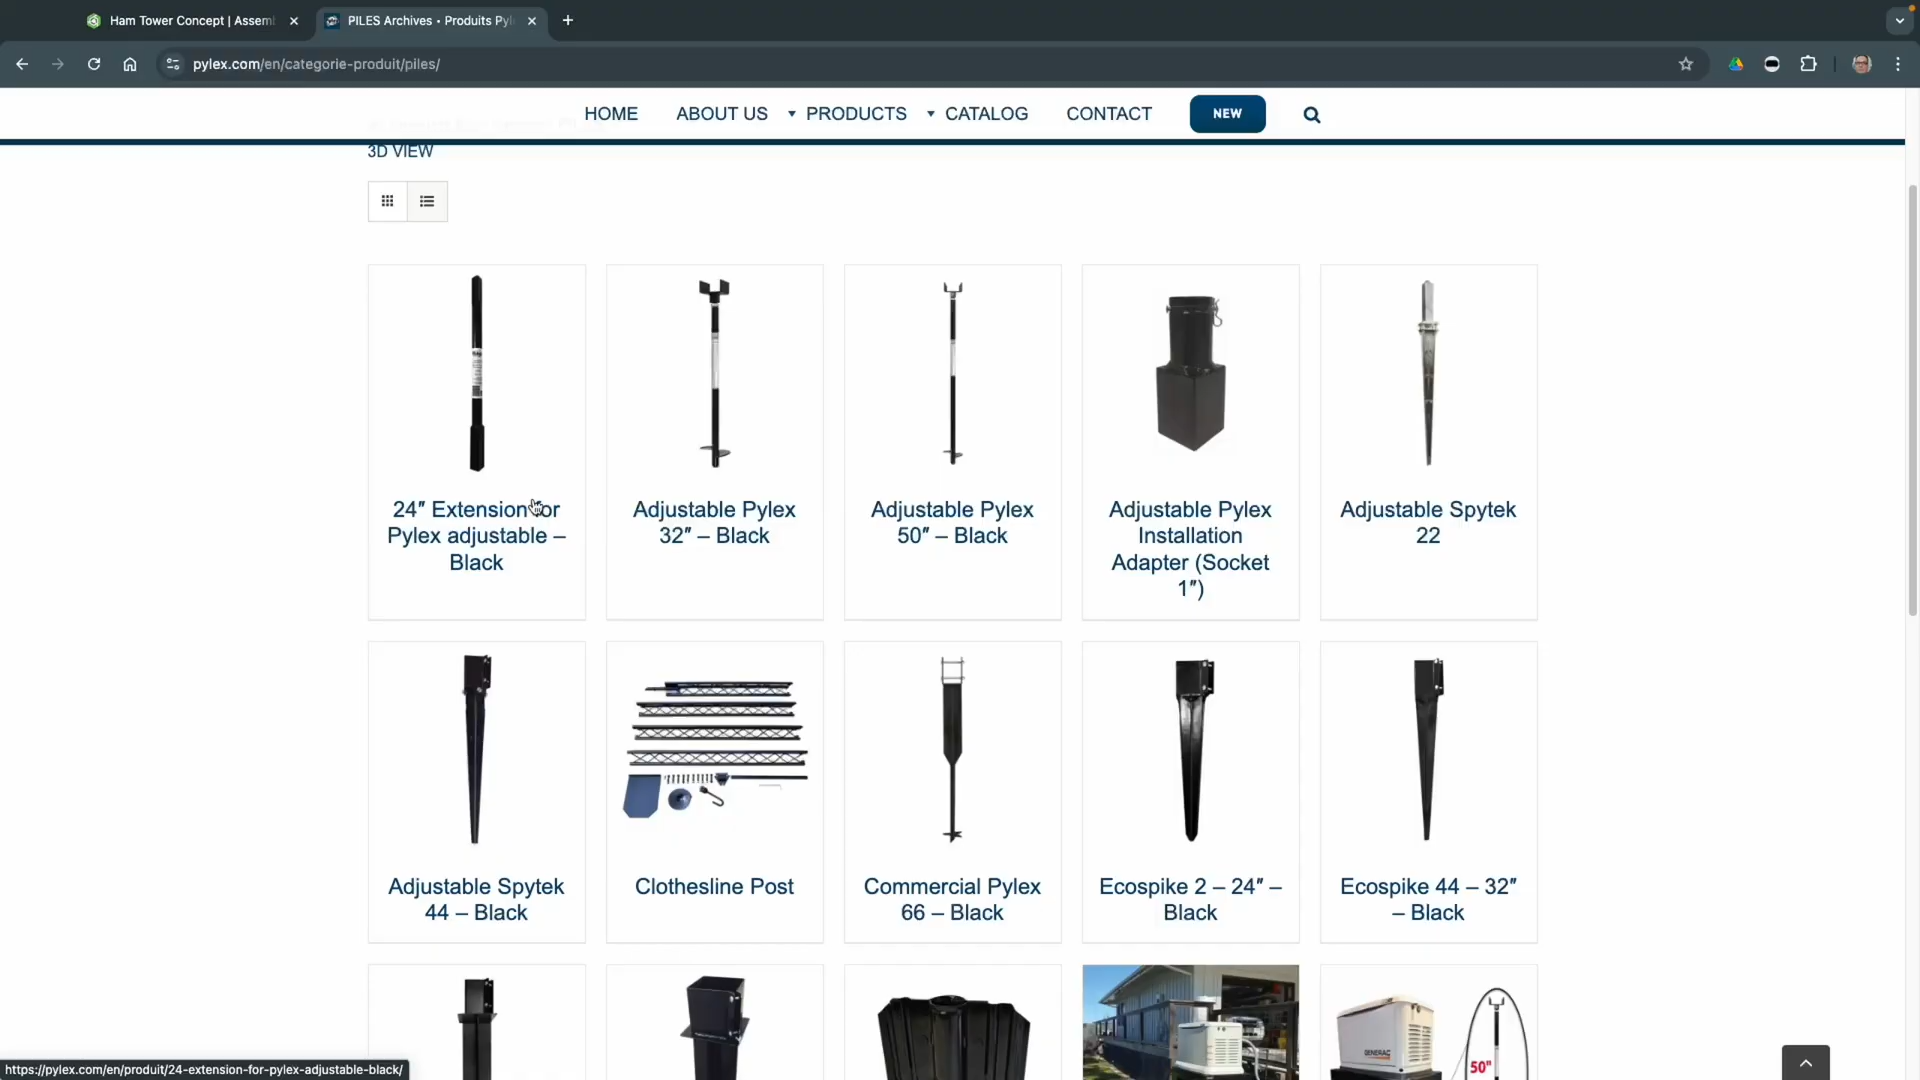 Ham Tower Concept | Assem
PILES Archives • Produits Pyl
pylex.com/en/categorie-produit/piles/
HOME
ABOUT US
PRODUCTS
CATALOG
CONTACT
NEW
3D VIEW
24″ Extension for
Pylex adjustable –
Black
Adjustable Pylex
32″ – Black
Adjustable Pylex
50″ – Black
Adjustable Pylex
Installation
Adapter (Socket
1″)
Adjustable Spytek
22
Adjustable Spytek
44 – Black
Clothesline Post
Commercial Pylex
66 – Black
Ecospike 2 – 24″ –
Black
Ecospike 44 – 32″
– Black
GENERAC
50"
https://pylex.com/en/produit/24-extension-for-pylex-adjustable-black/